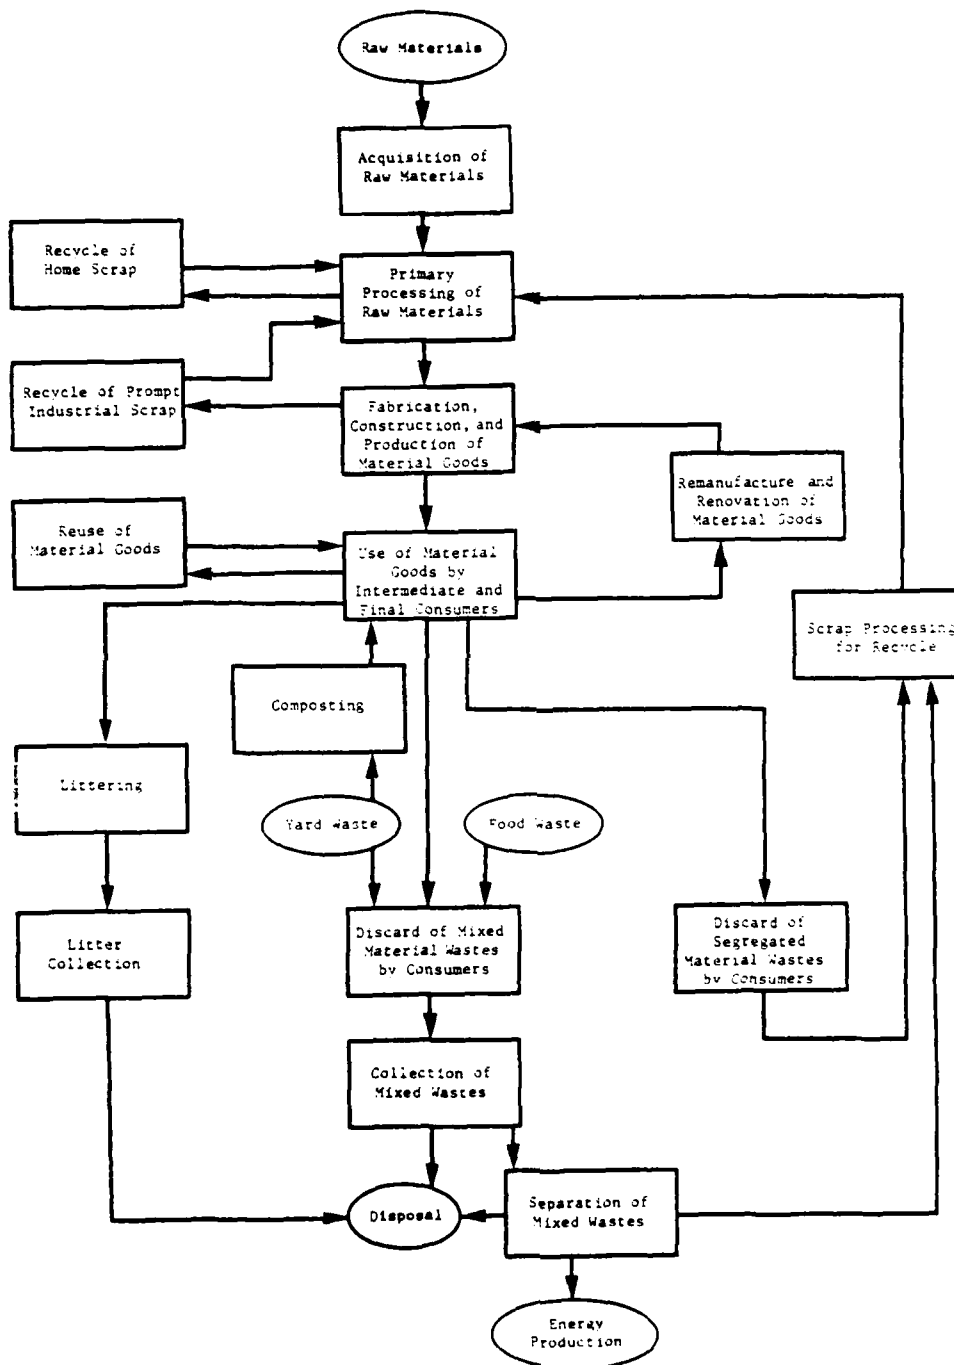 Raw Materials
Acquisition of
Raw Materials
Recycle of
Home Scrap
Primary
Processing of
Raw Materials
Recycle of Prompt
Industrial Scrap
Fabrication,
Construction, and
Production of
Material Goods
Remanufacture and
Renovation of
Material Goods
Reuse of
Material Goods
Use of Material
Goods by
Intermediate and
Final Consumers
Scrap Processing
for Recycle
Composting
Littering
Yard Waste
Food Waste
Litter
Collection
Discard of Mixed
Material Wastes
by Consumers
Discard of
Segregated
Material Wastes
by Consumers
Collection of
Mixed Wastes
Disposal
Separation of
Mixed Wastes
Energy
Production